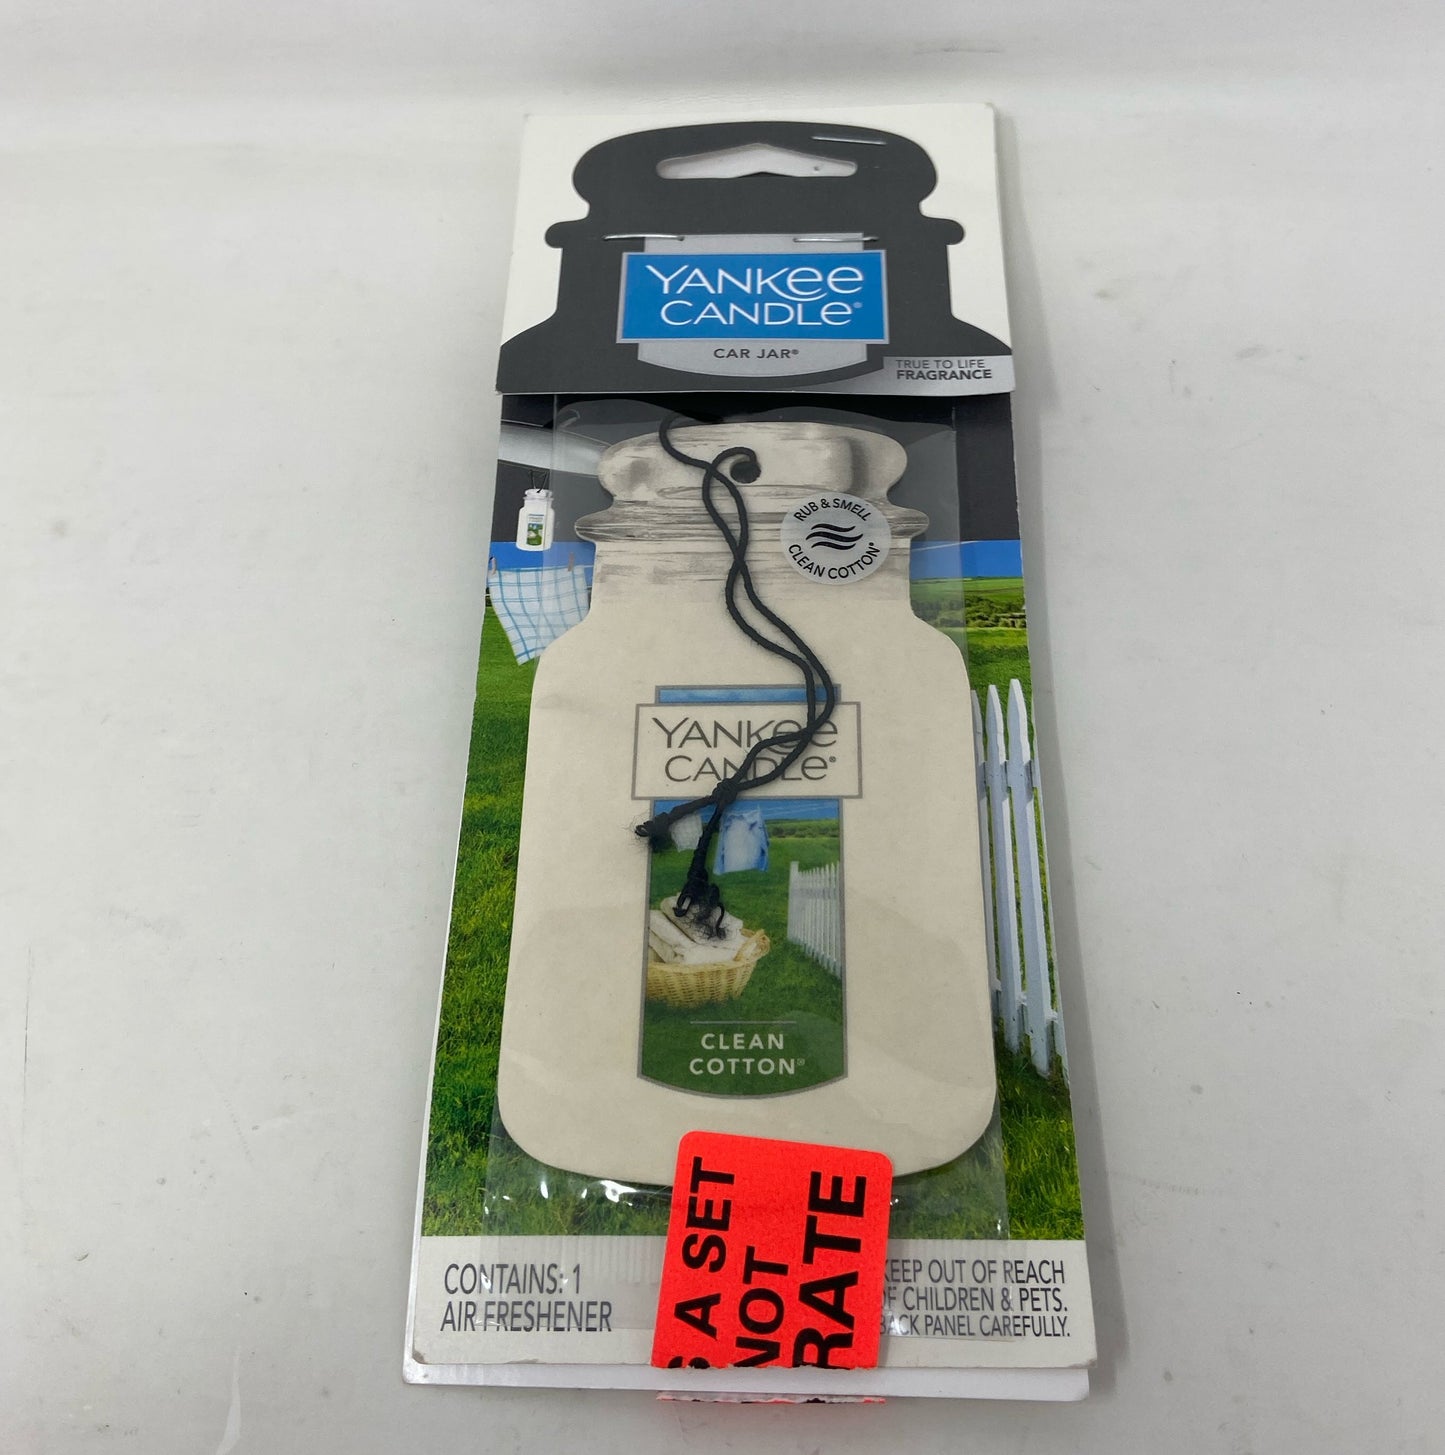 YANKEE
CANDLE®
CAR JAR®
TRUE TO LIFE
FRAGRANCE
RUB & SMELL
CLEAN COTTON®
YANKEE
CANDLE®
CLEAN
COTTON®
A SET
NOT
RATE
CONTAINS: 1
AIR FRESHENER
KEEP OUT OF REACH
OF CHILDREN & PETS.
BACK PANEL CAREFULLY.